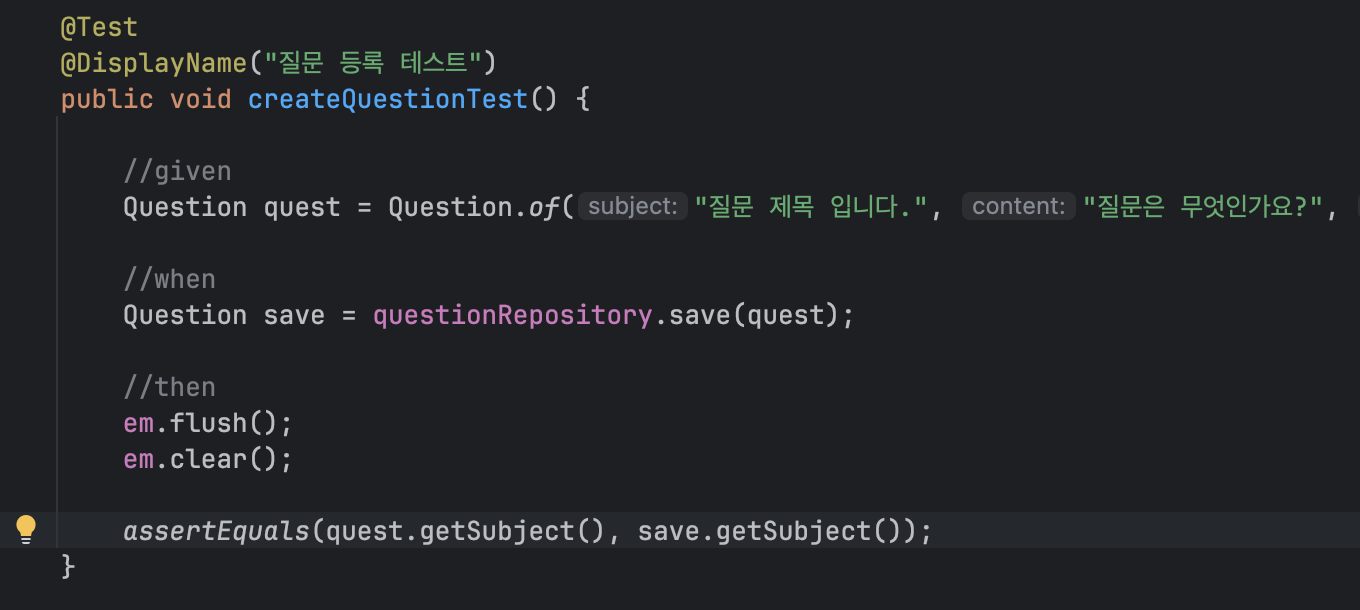 @Test
@DisplayName("질문 등록 테스트")
public void createQuestionTest() {
//given
Question quest = Question.of( subject: "질문 제목 입니다.", content: "질문은 무엇인가요?",
//when
Question save = questionRepository.save(quest);
//then
em.flush();
em.clear();
assertEquals(quest.getSubject(), save.getSubject());
}